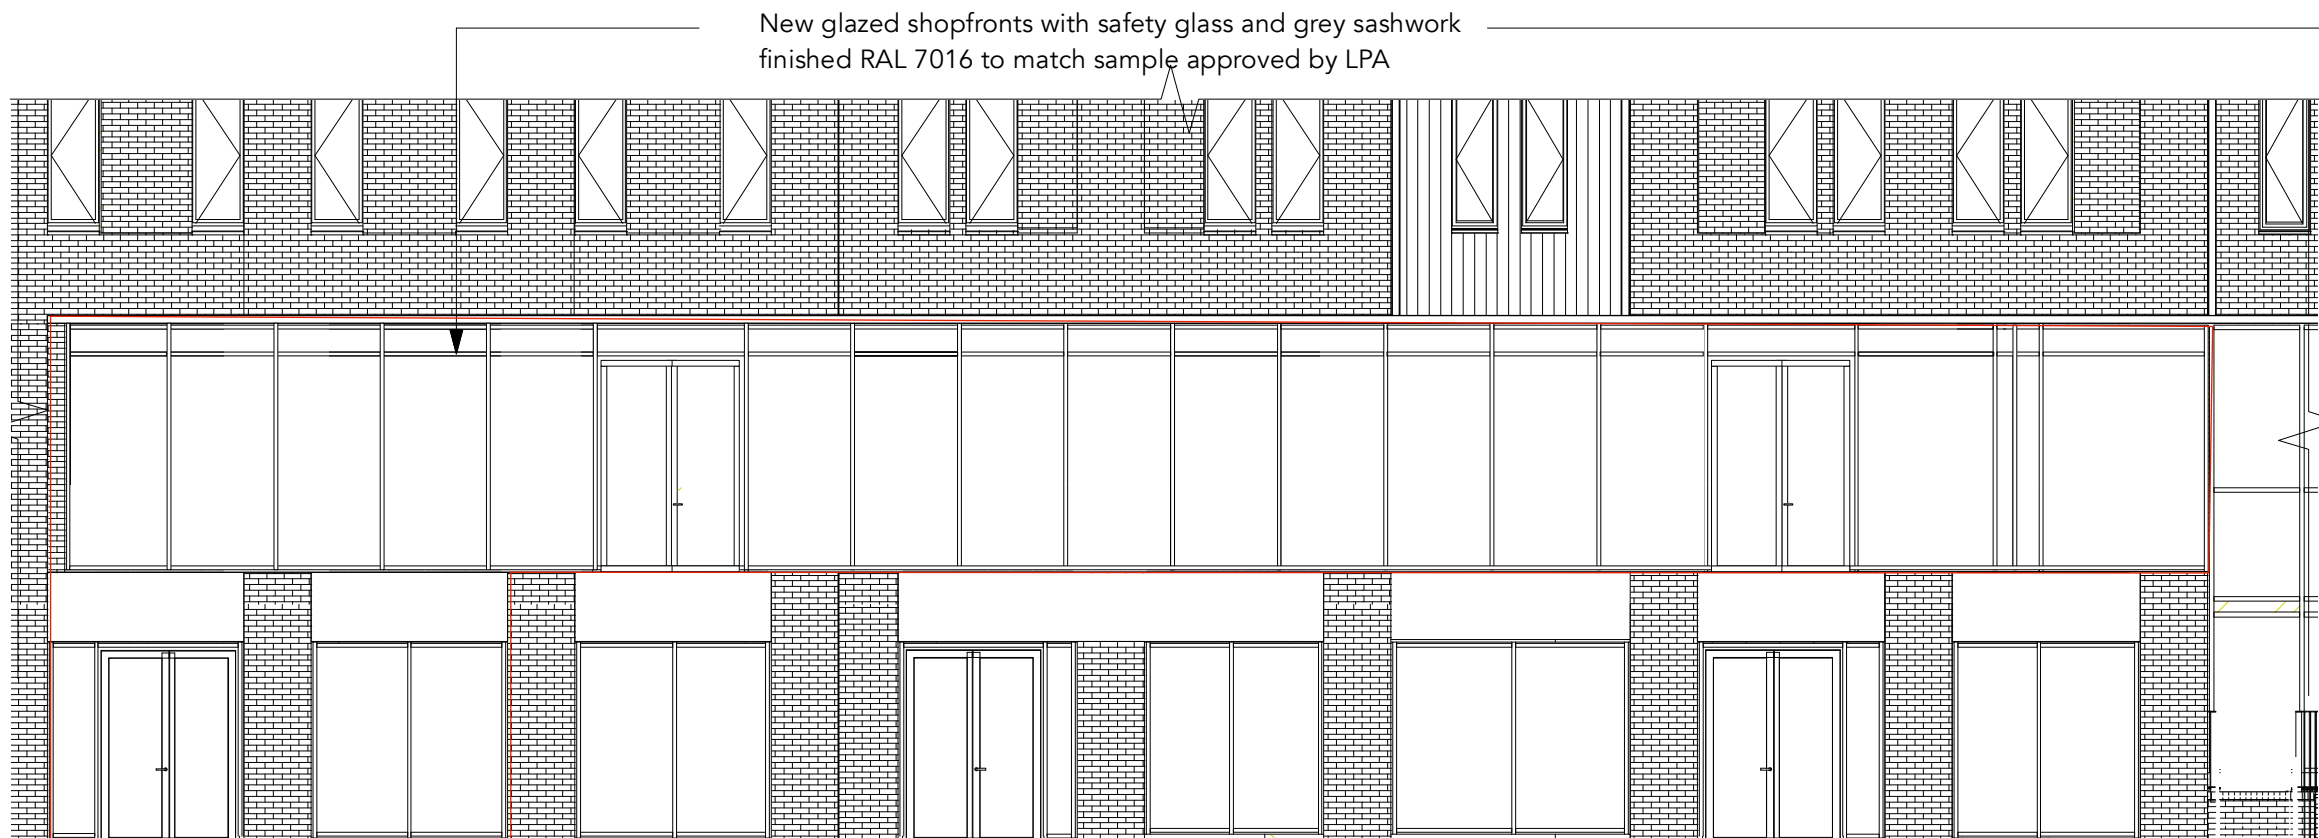 New glazed shopfronts with safety glass and grey sashwork
finished RAL 7016 to match sample approved by LPA